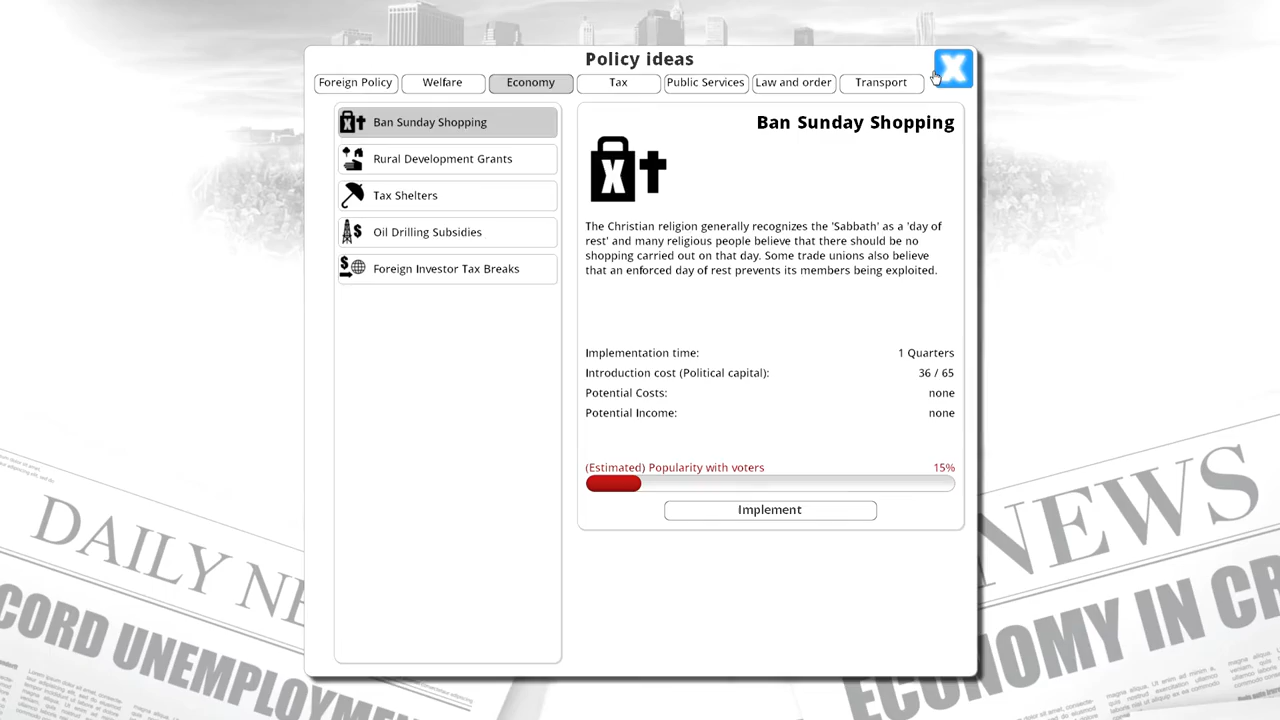 Policy ideas
X
Foreign Policy
Welfare
Economy
Tax
Public Services
Law and order
Transport
Ban Sunday Shopping
Rural Development Grants
Tax Shelters
Oil Drilling Subsidies
Foreign Investor Tax Breaks
Ban Sunday Shopping
X
The Christian religion generally recognizes the 'Sabbath' as a 'day of
rest' and many religious people believe that there should be no
shopping carried out on that day. Some trade unions also believe
that an enforced day of rest prevents its members being exploited.
Implementation time: 1 Quarters
Introduction cost (Political capital): 36 / 65
Potential Costs: none
Potential Income: none
(Estimated) Popularity with voters 15%
Implement
DAILY NE
CORD UNEMPLOYM
NEWS
ECONOMY IN CR